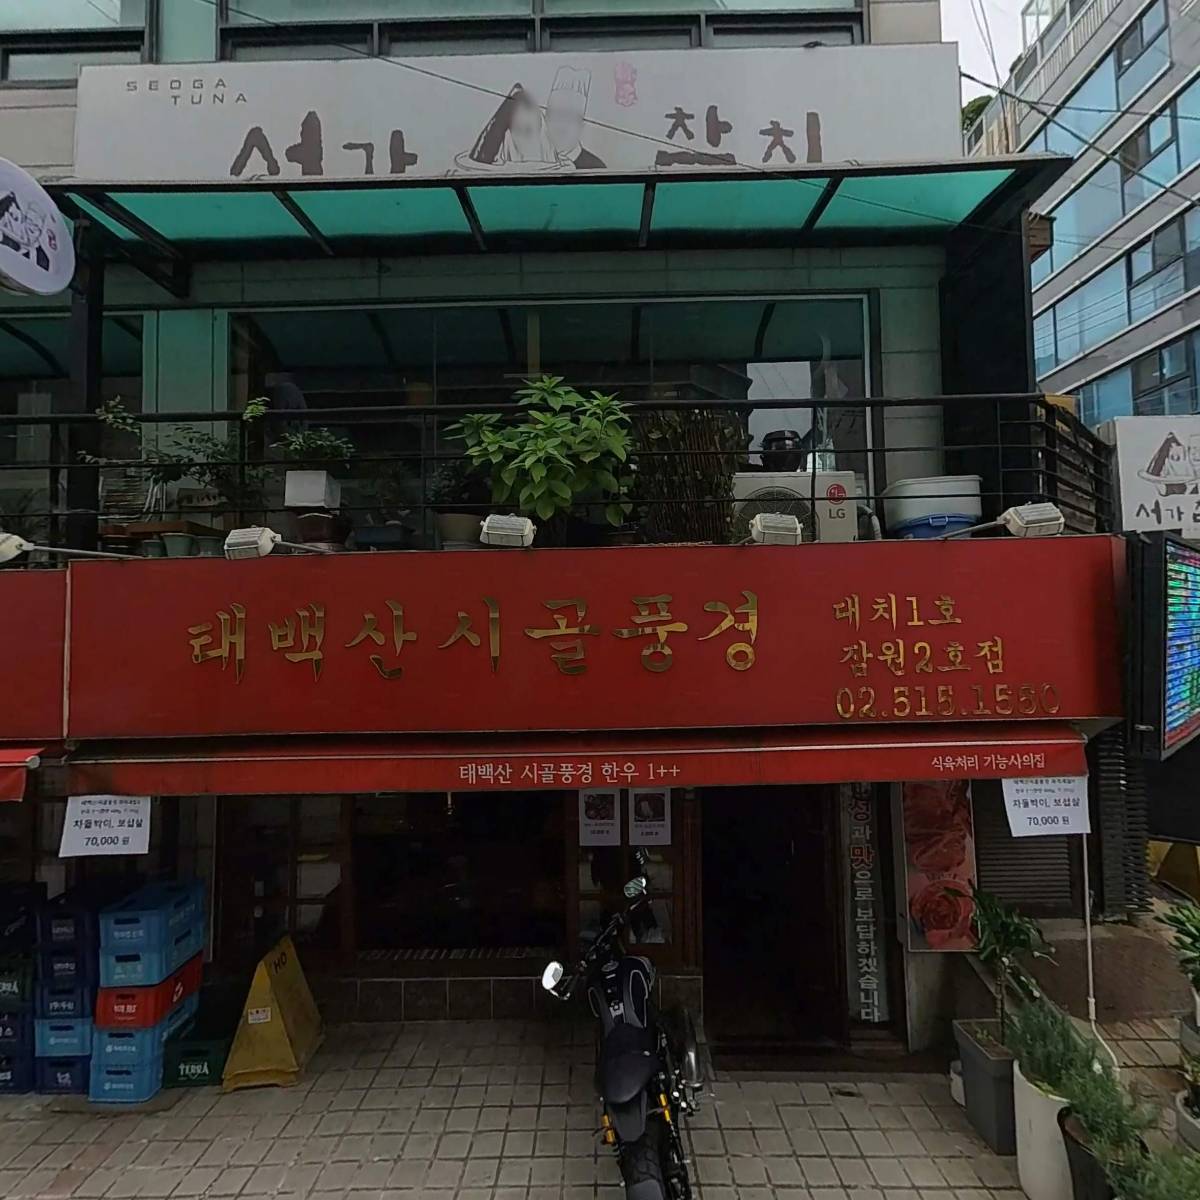 SEOGA
TUNA
서가 참치
LG
서가
태백산시골풍경
대치1호
잠원2호점
02.515.1550
태백산 시골풍경 한우 1++
식육처리 기능사의집
차돌박이, 보섭살
70,000 원
차돌박이, 보섭살
70,000 원
성과 맛으로 보답하겠습니다
TERRA